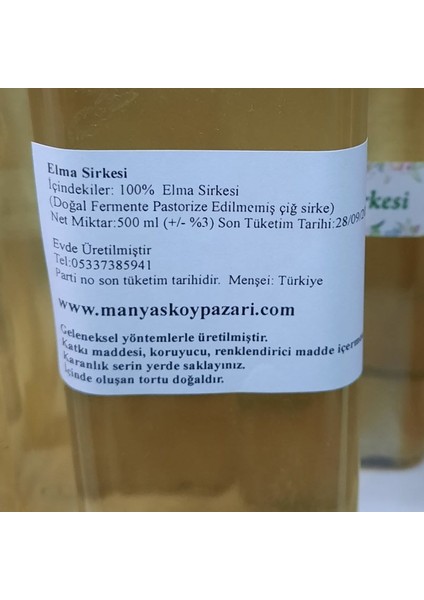 Elma Sirkesi
İçindekiler: 100% Elma Sirkesi
(Doğal Fermente Pastorize Edilmemiş çiğ sirke)
Net Miktar:500 ml (+/- %3) Son Tüketim Tarihi:28/09/
Evde Üretilmiştir
Tel:05337385941
Parti no son tüketim tarihidir. Menşei: Türkiye
www.manyaskoypazari.com
Geleneksel yöntemlerle üretilmiştir.
Katkı maddesi, koruyucu, renklendirici madde içerme
Karanlık serin yerde saklayınız.
İçinde oluşan tortu doğaldır.
rkesi